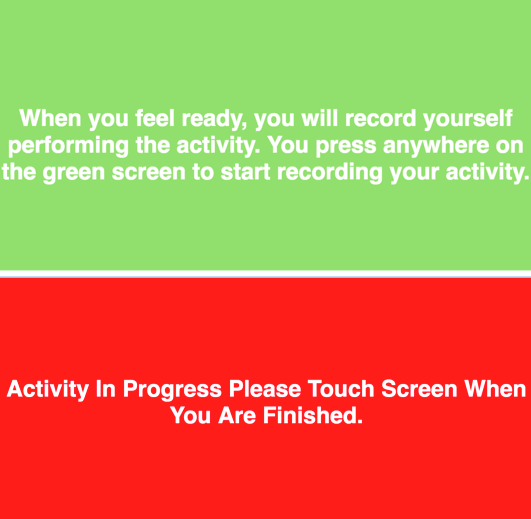 When you feel ready, you will record yourself
performing the activity. You press anywhere on
the green screen to start recording your activity.
Activity In Progress Please Touch Screen When
You Are Finished.